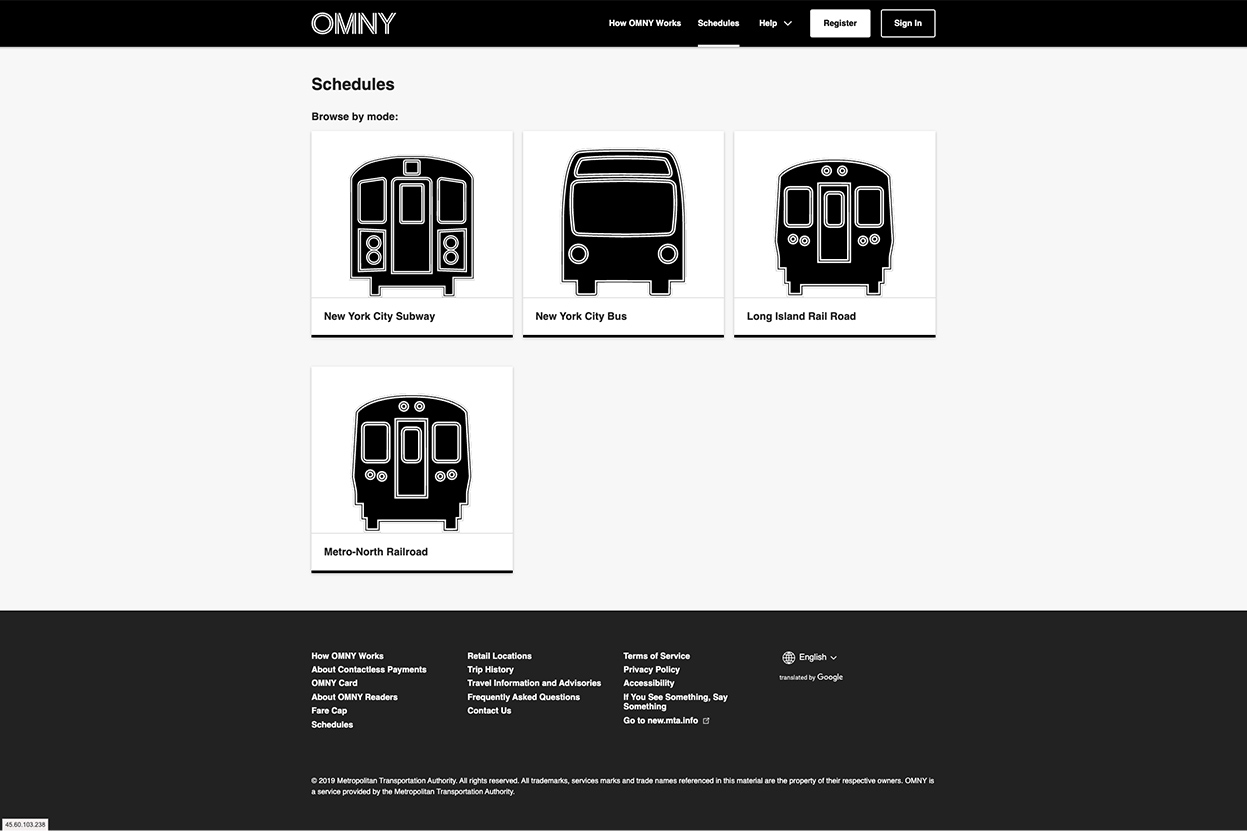 OMNY
How OMNY Works
Schedules
Help
Register
Sign In
Schedules
Browse by mode:
New York City Subway
New York City Bus
Long Island Rail Road
Metro-North Railroad
How OMNY Works
About Contactless Payments
OMNY Card
About OMNY Readers
Fare Cap
Schedules
Retail Locations
Trip History
Travel Information and Advisories
Frequently Asked Questions
Contact Us
Terms of Service
Privacy Policy
Accessibility
If You See Something, Say
Something
Go to new.mta.info
English
translated by Google
© 2019 Metropolitan Transportation Authority. All rights reserved. All trademarks, services marks and trade names referenced in this material are the property of their respective owners. OMNY is
a service provided by the Metropolitan Transportation Authority.
45.60.103.238